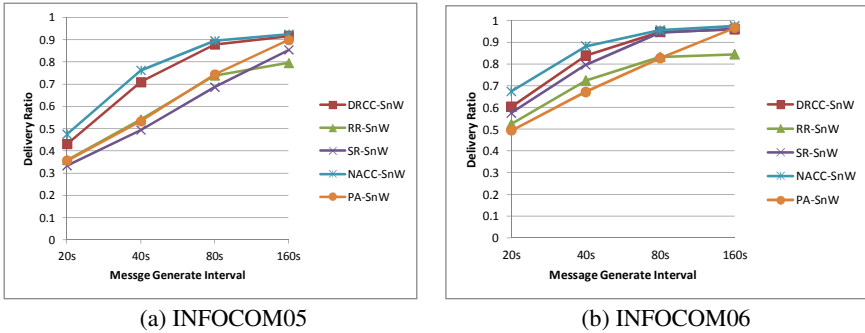 1
0.9
0.8
0.7
0.6
0.5
0.4
0.3
0.2
0.1
0
Delivery Ratio
20s 40s 80s 160s
Messge Generate Interval
DRCC-SnW
RR-SnW
SR-SnW
NACC-SnW
PA-SnW
(a) INFOCOM05
1
0.9
0.8
0.7
0.6
0.5
0.4
0.3
0.2
0.1
0
Delivery Ratio
20s 40s 80s 160s
Message Generate Interval
DRCC-SnW
RR-SnW
SR-SnW
NACC-SnW
PA-SnW
(b) INFOCOM06